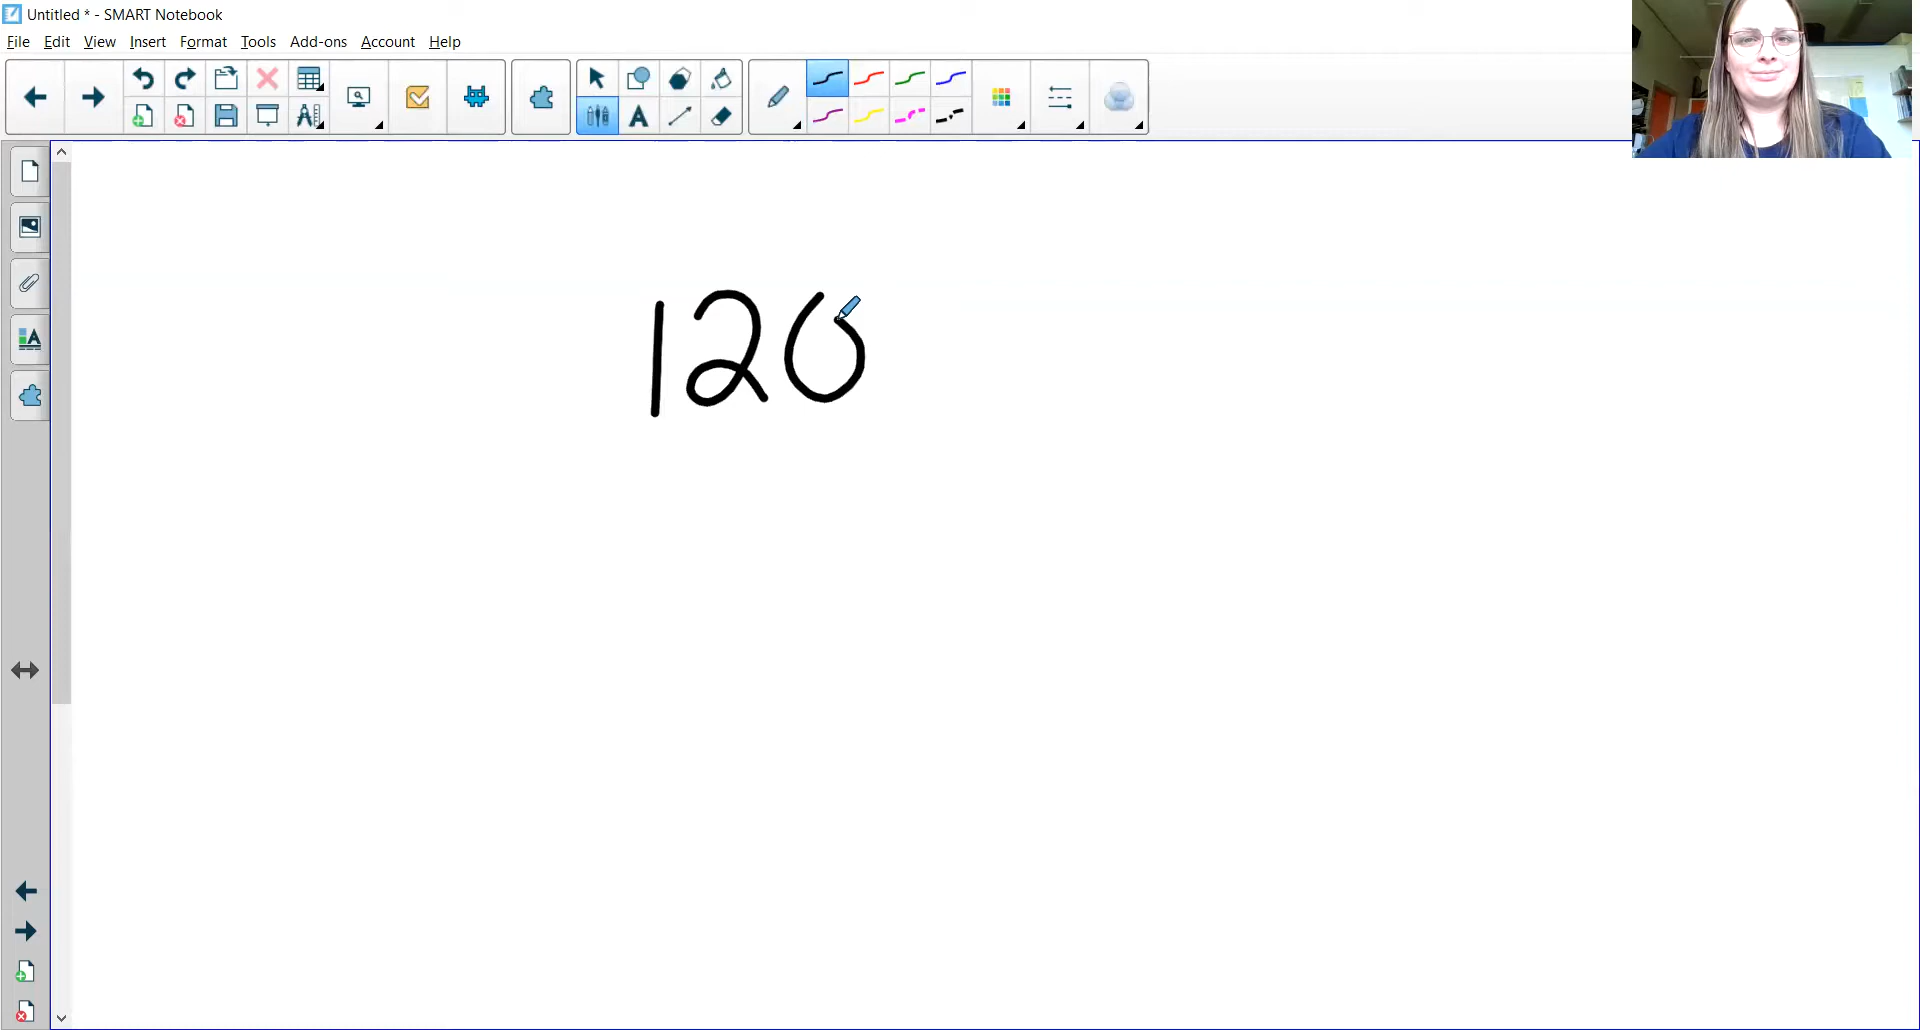 Untitled * - SMART Notebook
File Edit View Insert Format Tools Add-ons Account Help
120